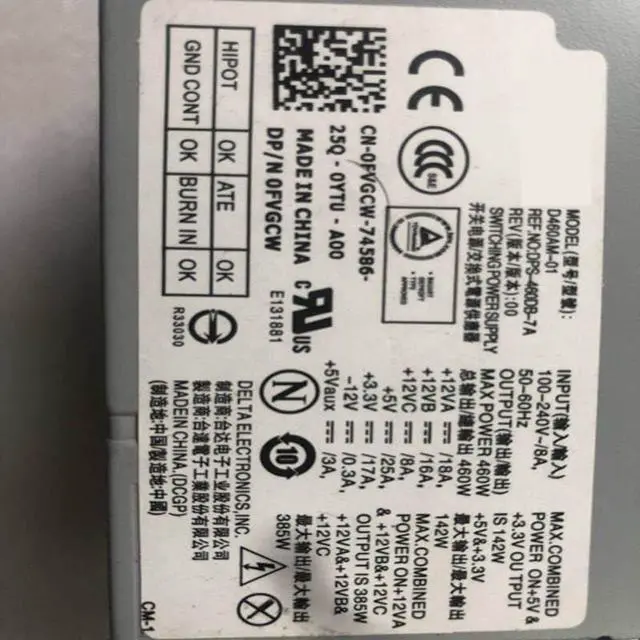 MODEL(型号/型號):
D460AM-01
REF.NO:DPS-460DB-7A
REV(版本/版本):00
SWITCHING POWER SUPPLY
开关电源交换式電源供應器
INPUT(输入/輸入)
100-240V~/8A,
50-60Hz
OUTPUT(输出/輸出)
MAX POWER 460W
总输出/總輸出 460W
+12VA ⎓ /18A,
+12VB ⎓ /16A,
+12VC ⎓ /8A,
+5V ⎓ /25A,
+3.3V ⎓ /17A,
-12V ⎓ /0.3A,
+5Vaux ⎓ /3A,
MAX.COMBINED
POWER ON+5V &
+3.3V OUTPUT
IS 142W
+5V&+3.3V
最大输出/最大輸出
142W
MAX.COMBINED
POWER ON+12VA
& +12VB&+12VC
OUTPUT IS 385W
+12VA&+12VB&
+12VC
最大输出/最大輸出
385W
CE
CCC
S&E
CN-0FVGCW-74586-
25Q-0YTU-A00
MADE IN CHINA
DP/N 0FVGCW
c RU us
E131881
N
10
HIPOT OK ATE OK
GND CONT OK BURN IN OK
R33030
DELTA ELECTRONICS,INC.
制造商:台达电子工业股份有限公司
製造商:台達電子工業股份有限公司
MADE IN CHINA,(DCGP)
(制造地:中国製造地:中國)
CM-1